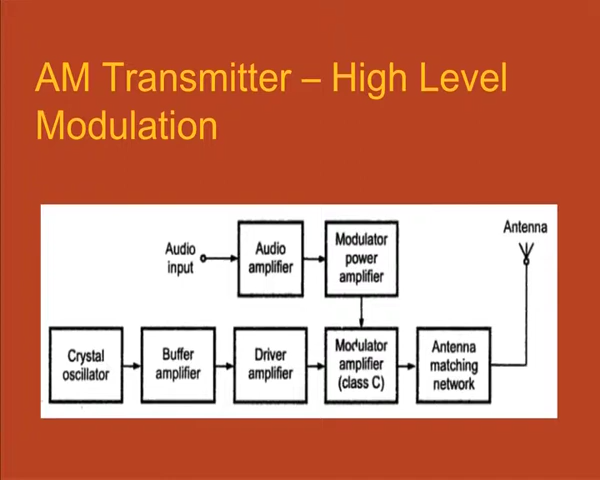 AM Transmitter – High Level
Modulation
Audio
input
Audio
amplifier
Modulator
power
amplifier
Antenna
Crystal
oscillator
Buffer
amplifier
Driver
amplifier
Modulator
amplifier
(class C)
Antenna
matching
network